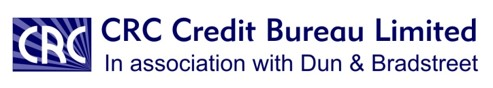 CRC CRC Credit Bureau Limited
In association with Dun & Bradstreet